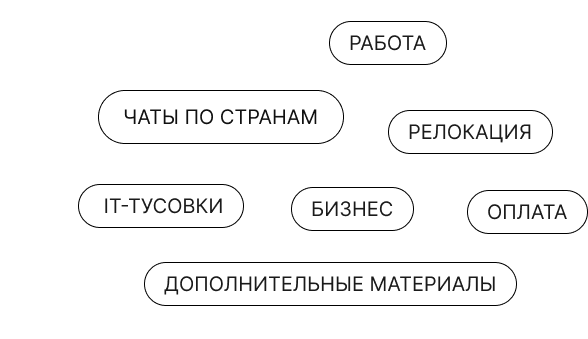 РАБОТА
ЧАТЫ ПО СТРАНАМ
РЕЛОКАЦИЯ
IT-ТУСОВКИ
БИЗНЕС
ОПЛАТА
ДОПОЛНИТЕЛЬНЫЕ МАТЕРИАЛЫ